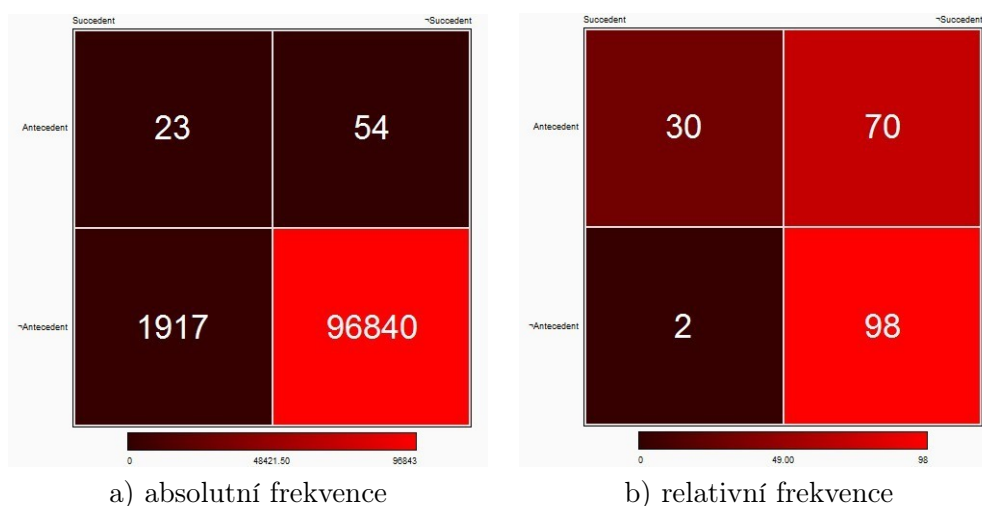 Succedent ¬Succedent
Antecedent 23 54
¬Antecedent 1917 96840
0 48421.50 96843
a) absolutní frekvence
Succedent ¬Succedent
Antecedent 30 70
¬Antecedent 2 98
0 49.00 98
b) relativní frekvence